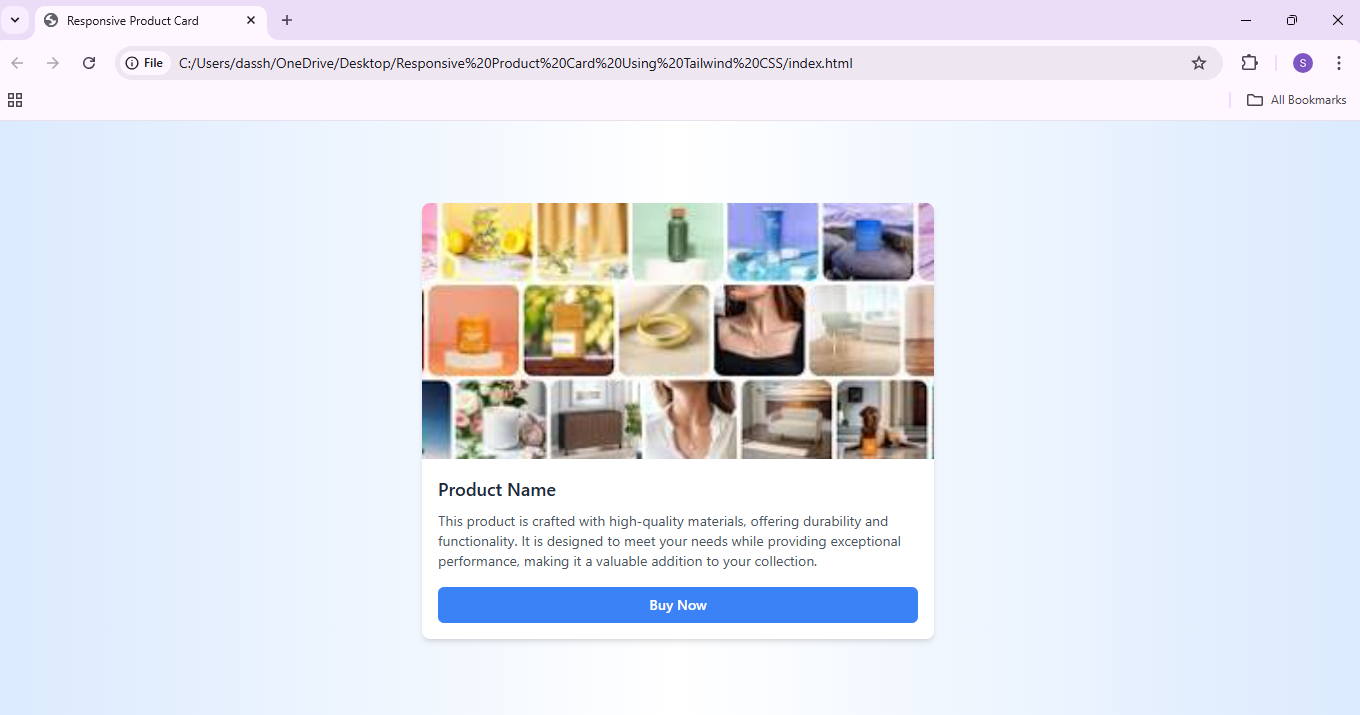 Responsive Product Card
File
C:/Users/dassh/OneDrive/Desktop/Responsive%20Product%20Card%20Using%20Tailwind%20CSS/index.html
S
All Bookmarks
Product Name
This product is crafted with high-quality materials, offering durability and
functionality. It is designed to meet your needs while providing exceptional
performance, making it a valuable addition to your collection.
Buy Now